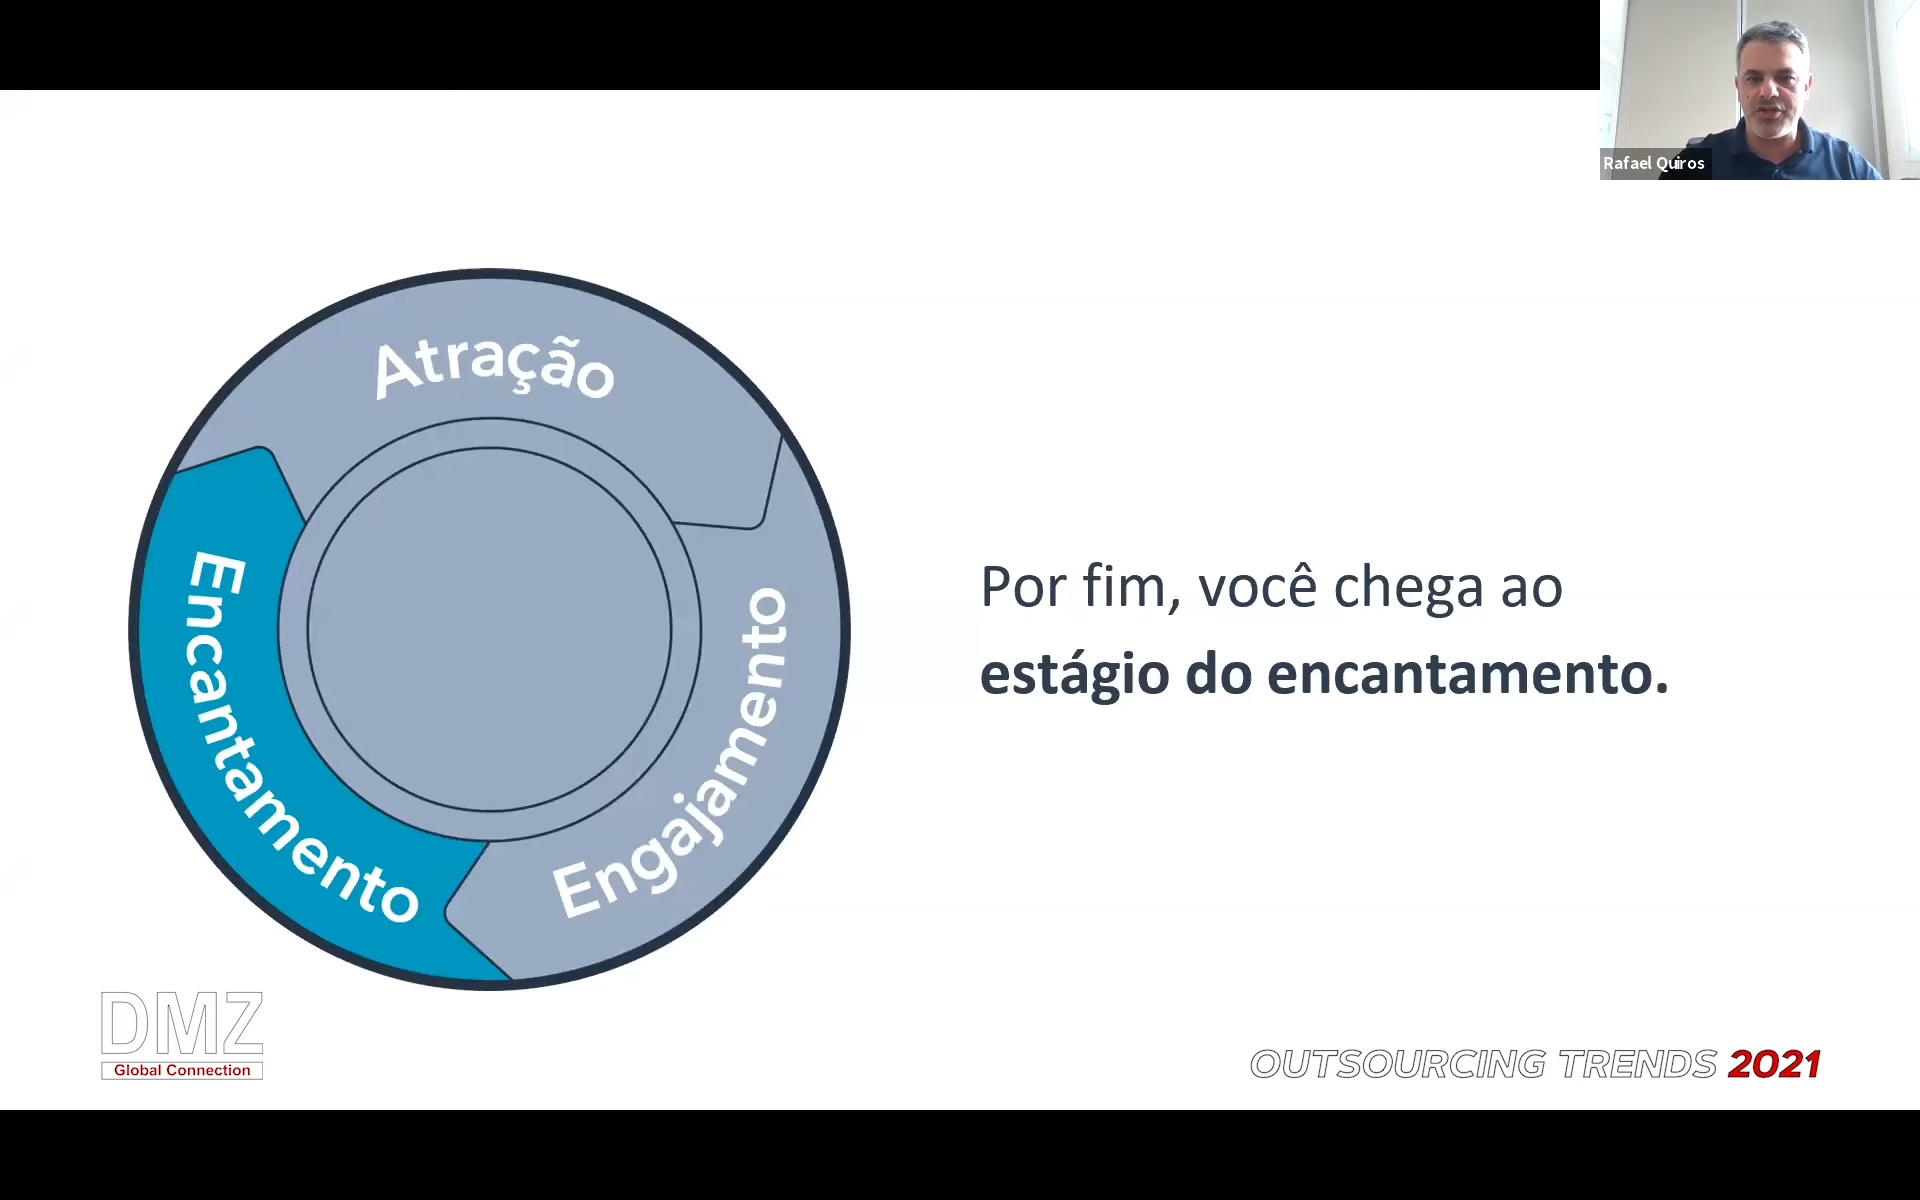 Rafael Quiros
Atração
Engajamento
Encantamento
Por fim, você chega ao
estágio do encantamento.
DMZ
Global Connection
OUTSOURCING TRENDS 2021